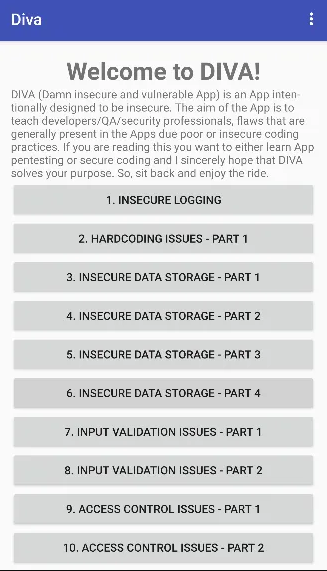 Diva
Welcome to DIVA!
DIVA (Damn insecure and vulnerable App) is an App inten-
tionally designed to be insecure. The aim of the App is to
teach developers/QA/security professionals, flaws that are
generally present in the Apps due poor or insecure coding
practices. If you are reading this you want to either learn App
pentesting or secure coding and I sincerely hope that DIVA
solves your purpose. So, sit back and enjoy the ride.
1. INSECURE LOGGING
2. HARDCODING ISSUES - PART 1
3. INSECURE DATA STORAGE - PART 1
4. INSECURE DATA STORAGE - PART 2
5. INSECURE DATA STORAGE - PART 3
6. INSECURE DATA STORAGE - PART 4
7. INPUT VALIDATION ISSUES - PART 1
8. INPUT VALIDATION ISSUES - PART 2
9. ACCESS CONTROL ISSUES - PART 1
10. ACCESS CONTROL ISSUES - PART 2